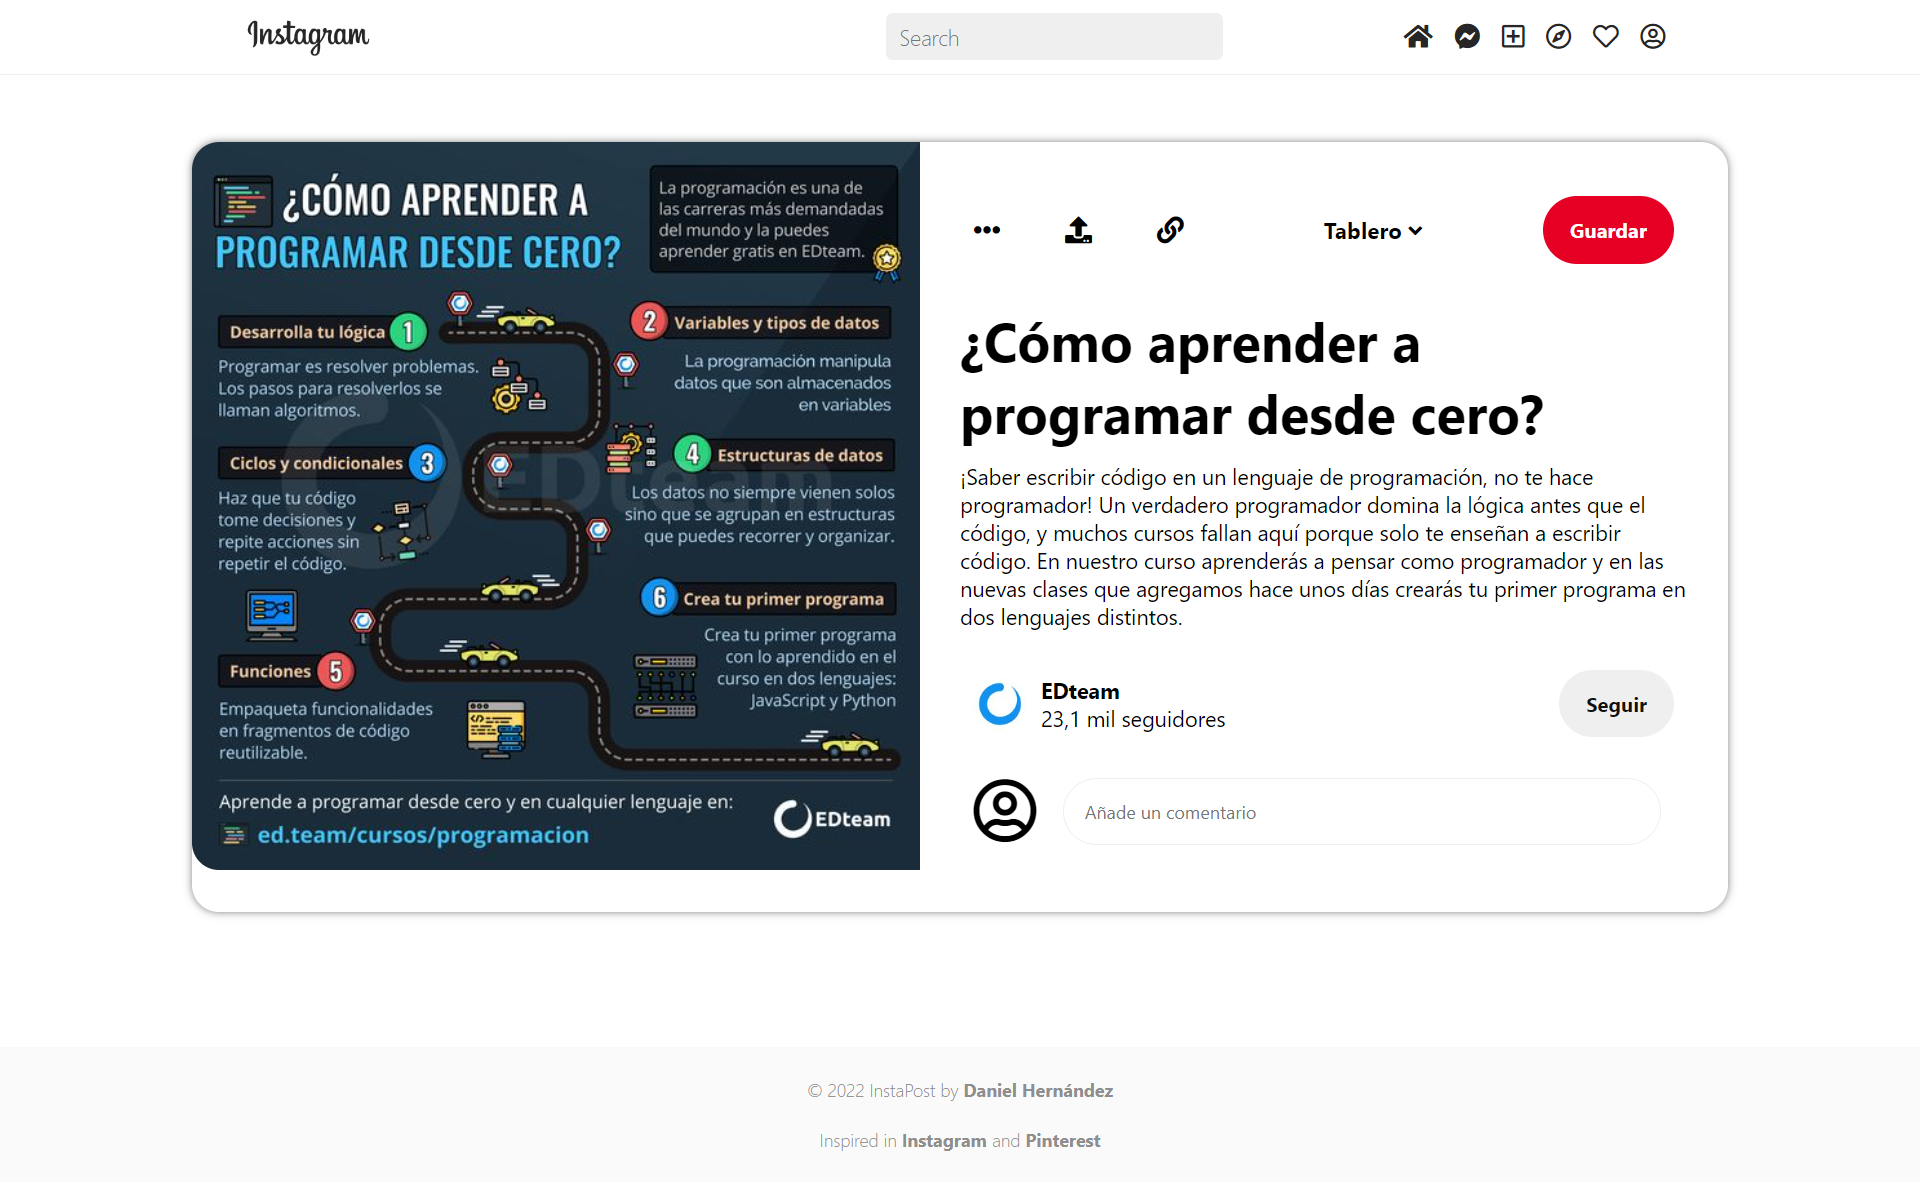 Instagram
Search
¿CÓMO APRENDER A
PROGRAMAR DESDE CERO?
La programación es una de
las carreras más demandadas
del mundo y la puedes
aprender gratis en EDteam.
Desarrolla tu lógica 1
Programar es resolver problemas.
Los pasos para resolverlos se
llaman algoritmos.
2 Variables y tipos de datos
La programación manipula
datos que son almacenados
en variables
Ciclos y condicionales 3
Haz que tu código
tome decisiones y
repite acciones sin
repetir el código.
4 Estructuras de datos
Los datos no siempre vienen solos
sino que se agrupan en estructuras
que puedes recorrer y organizar.
EDteam
Funciones 5
Empaqueta funcionalidades
en fragmentos de código
reutilizable.
6 Crea tu primer programa
Crea tu primer programa
con lo aprendido en el
curso en dos lenguajes:
JavaScript y Python
Aprende a programar desde cero y en cualquier lenguaje en:
ed.team/cursos/programacion
EDteam
Tablero
Guardar
¿Cómo aprender a
programar desde cero?
¡Saber escribir código en un lenguaje de programación, no te hace
programador! Un verdadero programador domina la lógica antes que el
código, y muchos cursos fallan aquí porque solo te enseñan a escribir
código. En nuestro curso aprenderás a pensar como programador y en las
nuevas clases que agregamos hace unos días crearás tu primer programa en
dos lenguajes distintos.
EDteam
23,1 mil seguidores
Seguir
Añade un comentario
© 2022 InstaPost by Daniel Hernández
Inspired in Instagram and Pinterest